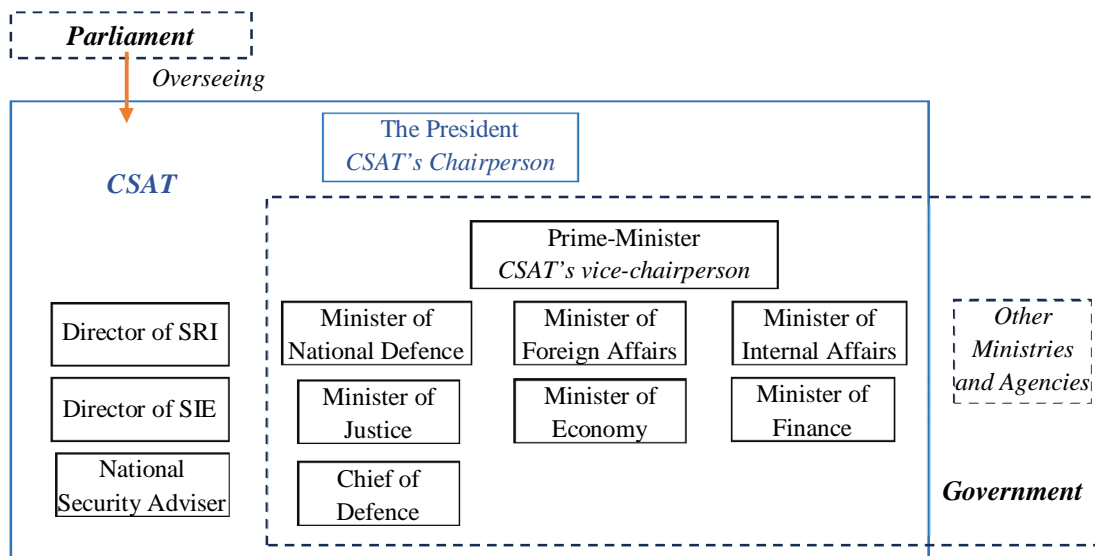 Parliament
Overseeing
The President
CSAT’s Chairperson
CSAT
Prime-Minister
CSAT’s vice-chairperson
Director of SRI
Minister of
National Defence
Minister of
Foreign Affairs
Minister of
Internal Affairs
Other
Ministries
and Agencies
Director of SIE
Minister of
Justice
Minister of
Economy
Minister of
Finance
National
Security Adviser
Chief of
Defence
Government